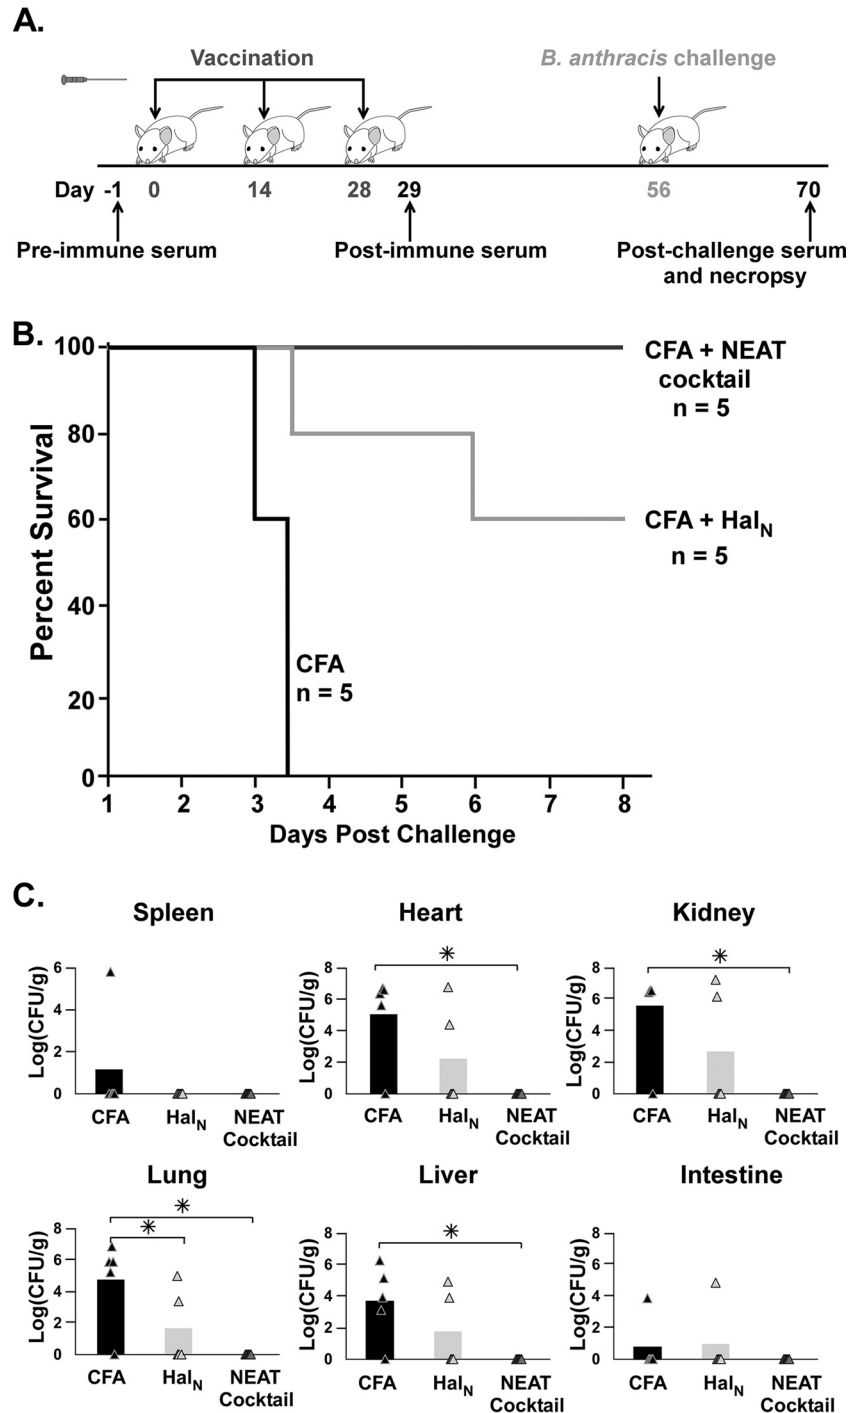 A.
Vaccination
B. anthracis challenge
Day -1 0 14 28 29 56 70
Pre-immune serum
Post-immune serum
Post-challenge serum
and necropsy
B.
100
80
60
40
20
0
Percent Survival
CFA + NEAT
cocktail
n = 5
CFA + HalN
n = 5
CFA
n = 5
1 2 3 4 5 6 7 8
Days Post Challenge
C.
Spleen
Log(CFU/g)
6
4
2
0
CFA HalN NEAT
Cocktail
Heart
*
Log(CFU/g)
8
6
4
2
0
CFA HalN NEAT
Cocktail
Kidney
*
Log(CFU/g)
8
6
4
2
0
CFA HalN NEAT
Cocktail
Lung
*
*
Log(CFU/g)
8
6
4
2
0
CFA HalN NEAT
Cocktail
Liver
*
Log(CFU/g)
8
6
4
2
0
CFA HalN NEAT
Cocktail
Intestine
Log(CFU/g)
8
6
4
2
0
CFA HalN NEAT
Cocktail